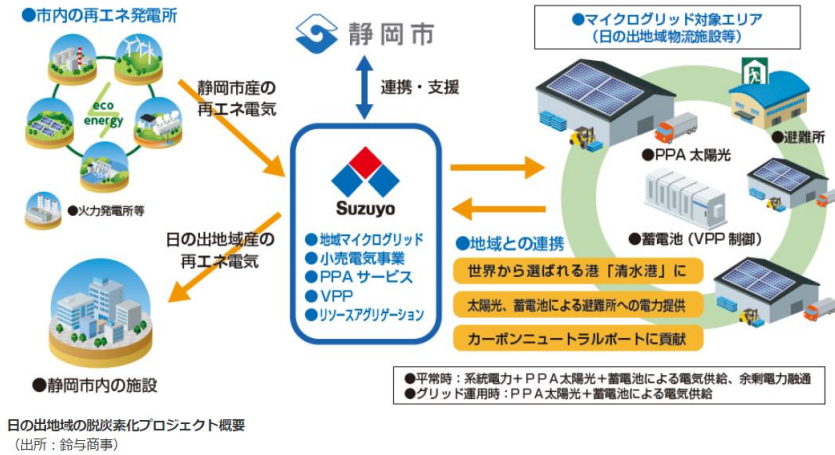 ●市内の再エネ発電所
eco
energy
●火力発電所等
静岡市産の
再エネ電気
日の出地域産の
再エネ電気
●静岡市内の施設
静岡市
連携・支援
Suzuyo
●地域マイクログリッド
●小売電気事業
●PPAサービス
●VPP
●リソースアグリゲーション
●マイクログリッド対象エリア
(日の出地域物流施設等)
●避難所
●PPA 太陽光
●蓄電池(VPP 制御)
●地域との連携
世界から選ばれる港「清水港」に
太陽光、蓄電池による避難所への電力提供
カーボンニュートラルポートに貢献
●平常時:系統電力+PPA太陽光+蓄電池による電気供給、余剰電力融通
●グリッド運用時:PPA太陽光+蓄電池による電気供給
日の出地域の脱炭素化プロジェクト概要
(出所:鈴与商事)